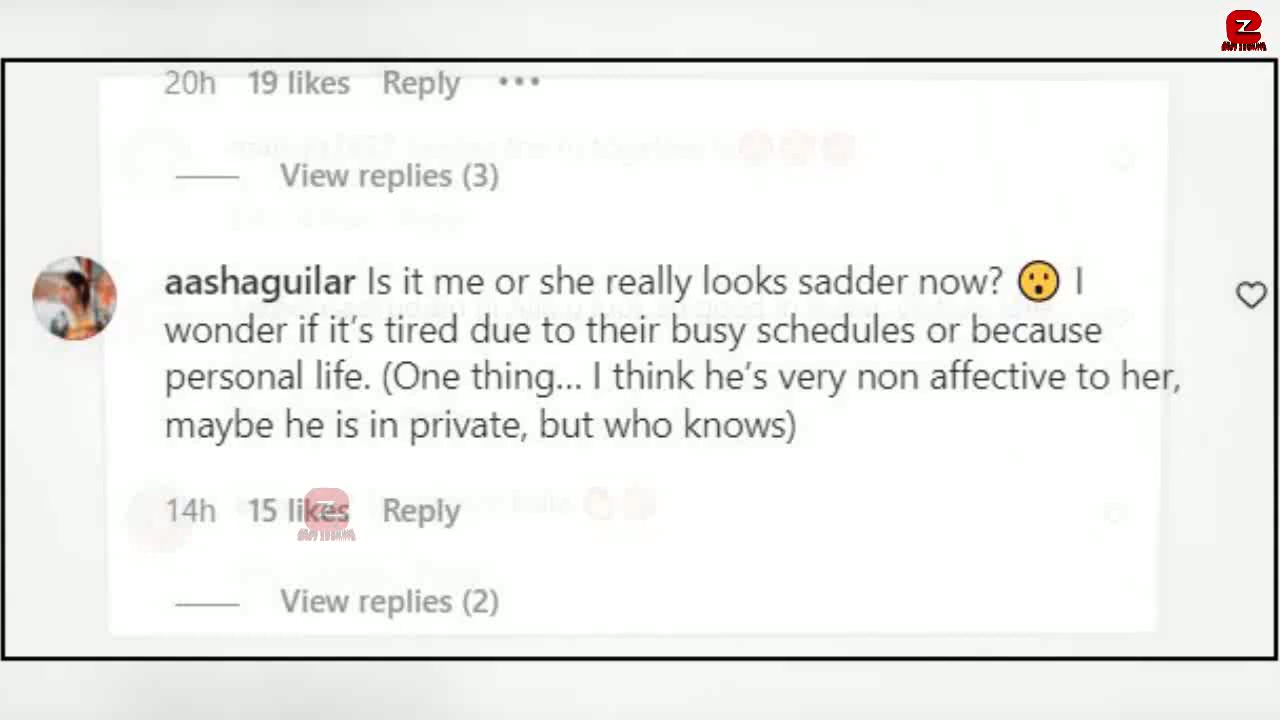 20h 19 likes Reply •••
View replies (3)
aashaguilar Is it me or she really looks sadder now? 😮 I
wonder if it’s tired due to their busy schedules or because
personal life. (One thing... I think he’s very non affective to her,
maybe he is in private, but who knows)
14h 15 likes Reply
View replies (2)